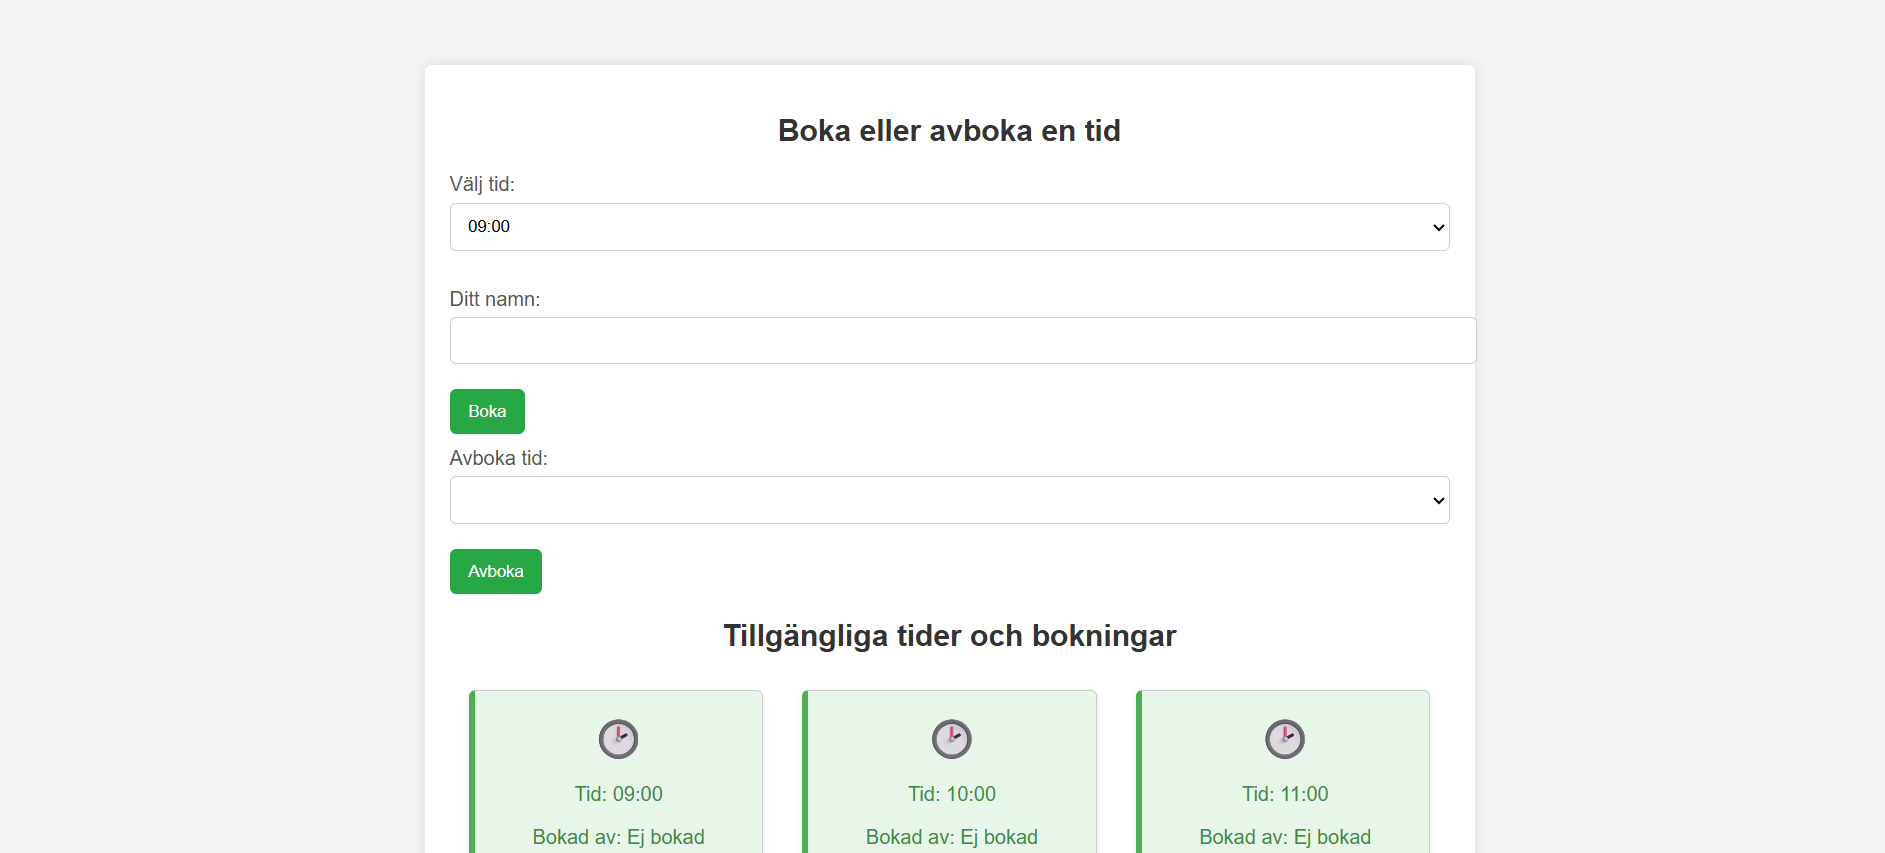 Boka eller avboka en tid
Välj tid:
09:00
Ditt namn:
Boka
Avboka tid:
Avboka
Tillgängliga tider och bokningar
Tid: 09:00
Bokad av: Ej bokad
Tid: 10:00
Bokad av: Ej bokad
Tid: 11:00
Bokad av: Ej bokad